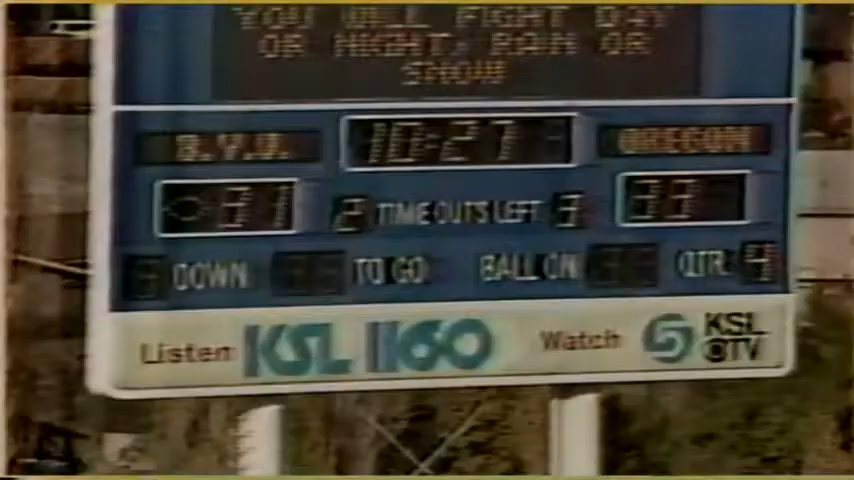 YOU WILL FIGHT DAY
OR NIGHT, RAIN OR
SNOW
B.Y.U. 10:27 OREGON
31 2 TIME OUTS LEFT 3 33
DOWN TO GO BALL ON QTR. 4
Listen KSL 1160 Watch KSL TV